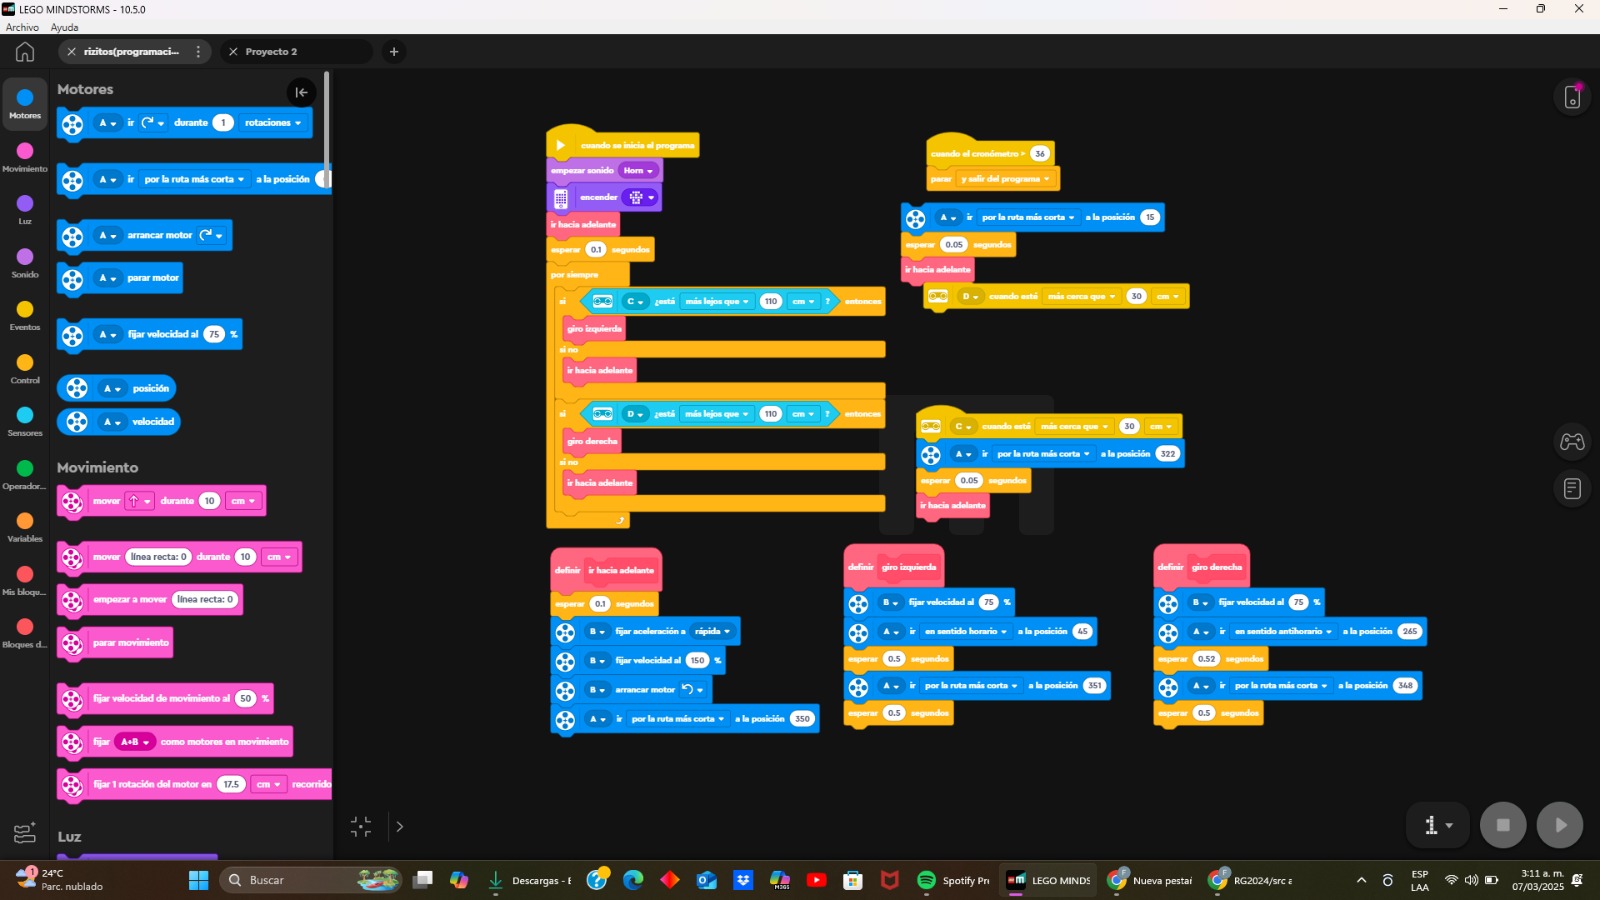 LEGO MINDSTORMS - 10.5.0
Archivo Ayuda
rizitos(programaci...
Proyecto 2
Motores
Movimiento
Luz
Sonido
Eventos
Control
Sensores
Operador...
Variables
Mis bloqu...
Bloques d...
Motores
A ir durante 1 rotaciones
A ir por la ruta más corta a la posición
A arrancar motor
A parar motor
A fijar velocidad al 75 %
A posición
A velocidad
Movimiento
mover durante 10 cm
mover línea recta: 0 durante 10 cm
empezar a mover línea recta: 0
parar movimiento
fijar velocidad de movimiento al 50 %
fijar A+B como motores en movimiento
fijar 1 rotación del motor en 17.5 cm recorrido
Luz
cuando se inicia el programa
empezar sonido Horn
encender
ir hacia adelante
esperar 0.1 segundos
por siempre
si C ¿está más lejos que 110 cm ? entonces
giro izquierda
si no
ir hacia adelante
si D ¿está más lejos que 110 cm ? entonces
giro derecha
si no
ir hacia adelante
cuando el cronómetro > 36
parar y salir del programa
A ir por la ruta más corta a la posición 15
esperar 0.05 segundos
ir hacia adelante
D cuando esté más cerca que 30 cm
C cuando esté más cerca que 30 cm
A ir por la ruta más corta a la posición 322
esperar 0.05 segundos
ir hacia adelante
definir ir hacia adelante
esperar 0.1 segundos
B fijar aceleración a rápida
B fijar velocidad al 150 %
B arrancar motor
A ir por la ruta más corta a la posición 350
definir giro izquierda
B fijar velocidad al 75 %
A ir en sentido horario a la posición 45
esperar 0.5 segundos
A ir por la ruta más corta a la posición 351
esperar 0.5 segundos
definir giro derecha
B fijar velocidad al 75 %
A ir en sentido antihorario a la posición 265
esperar 0.52 segundos
A ir por la ruta más corta a la posición 348
esperar 0.5 segundos
1
1
24°C
Parc. nublado
Buscar
Descargas - E
Spotify Pr
LEGO MINDS
Nueva pestañ
RG2024/src a
ESP
LAA
3:11 a. m.
07/03/2025